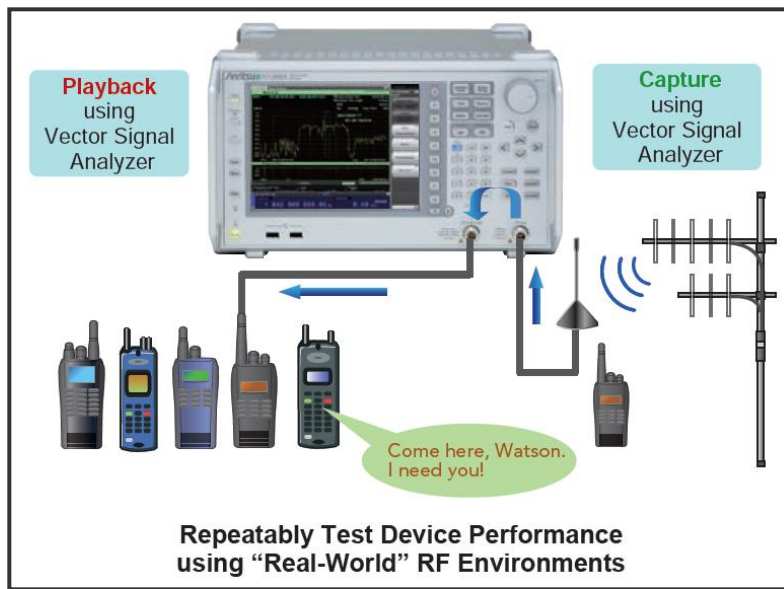 Playback
using
Vector Signal
Analyzer
Anritsu
Capture
using
Vector Signal
Analyzer
Come here, Watson.
I need you!
Repeatably Test Device Performance
using “Real-World” RF Environments